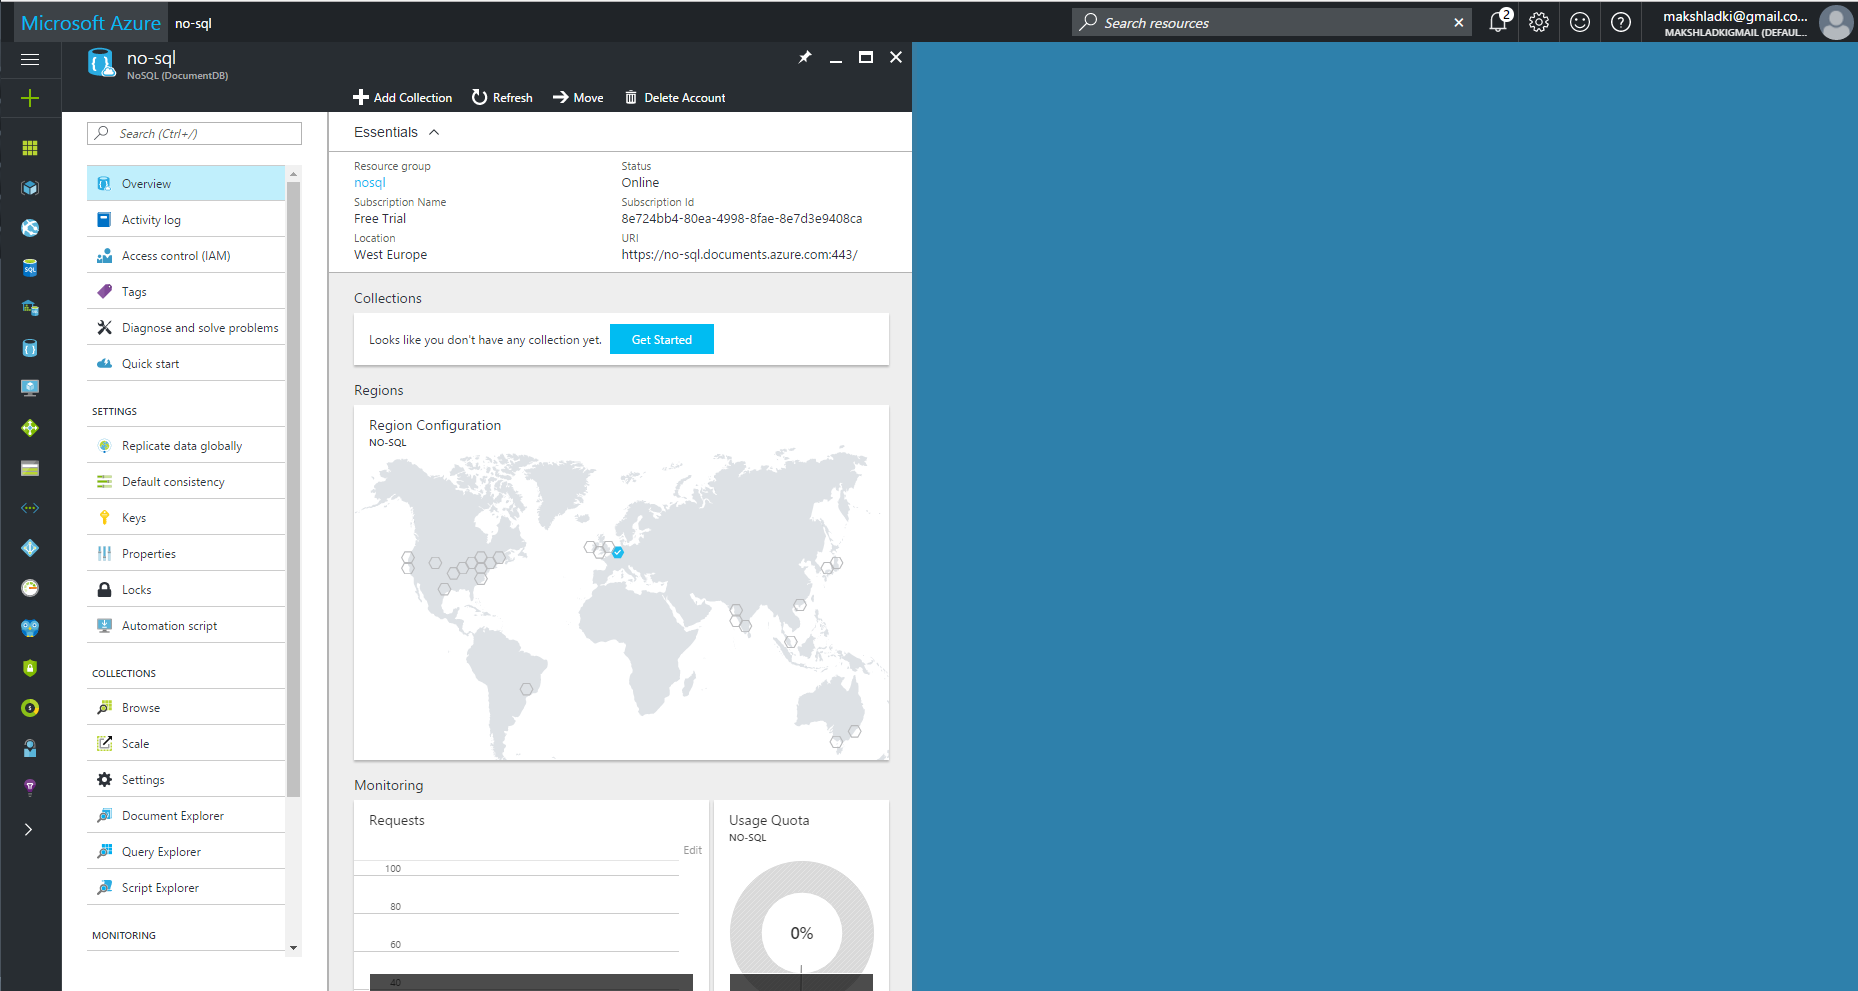 Microsoft Azure no-sql
Search resources
2
makshladki@gmail.co...
MAKSHLADKIGMAIL (DEFAUL...
no-sql
NoSQL (DocumentDB)
Add Collection Refresh Move Delete Account
Search (Ctrl+/)
Overview
Activity log
Access control (IAM)
Tags
Diagnose and solve problems
Quick start
SETTINGS
Replicate data globally
Default consistency
Keys
Properties
Locks
Automation script
COLLECTIONS
Browse
Scale
Settings
Document Explorer
Query Explorer
Script Explorer
MONITORING
Essentials
Resource group
nosql
Subscription Name
Free Trial
Location
West Europe
Status
Online
Subscription Id
8e724bb4-80ea-4998-8fae-8e7d3e9408ca
URI
https://no-sql.documents.azure.com:443/
Collections
Looks like you don't have any collection yet. Get Started
Regions
Region Configuration
NO-SQL
Monitoring
Requests
Edit
100
80
60
40
Usage Quota
NO-SQL
0%